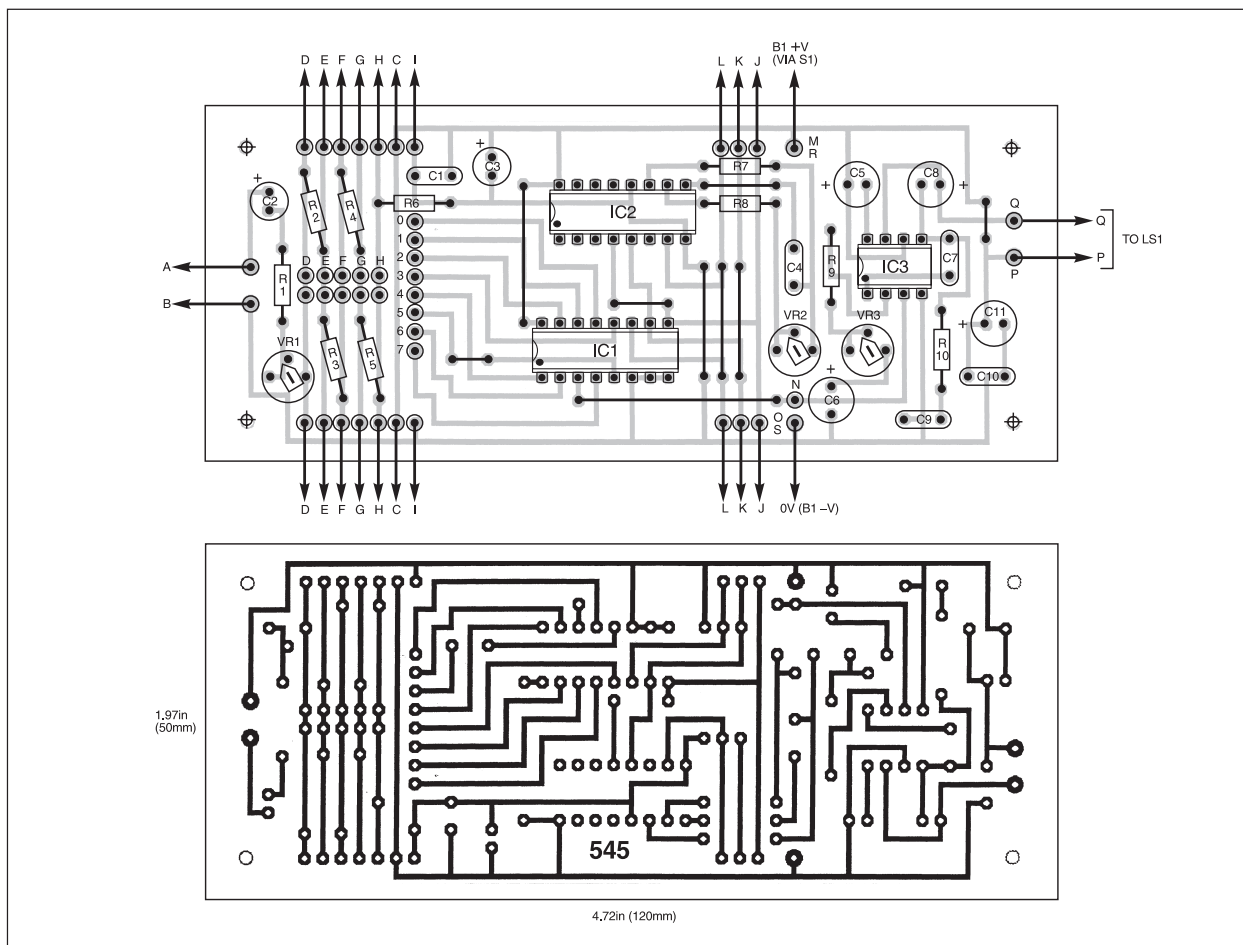 B1 +V
D E F G H C I L K J (VIA S1)
M
R
+ + C1 C3 R7 C5 C8
+ +
C2 R2 R4 R6 R8 Q
IC2 Q
0
1 TO LS1
A D E F G H 2 C4 R9 IC3 C7 P
R1 3 P
B 4
5 VR2 VR3 + C11
VR1 R3 R5 6 IC1 R10
7
+ C10
N C6
O
S C9
D E F G H C I L K J 0V (B1 –V)
1.97in
(50mm)
545
4.72in (120mm)